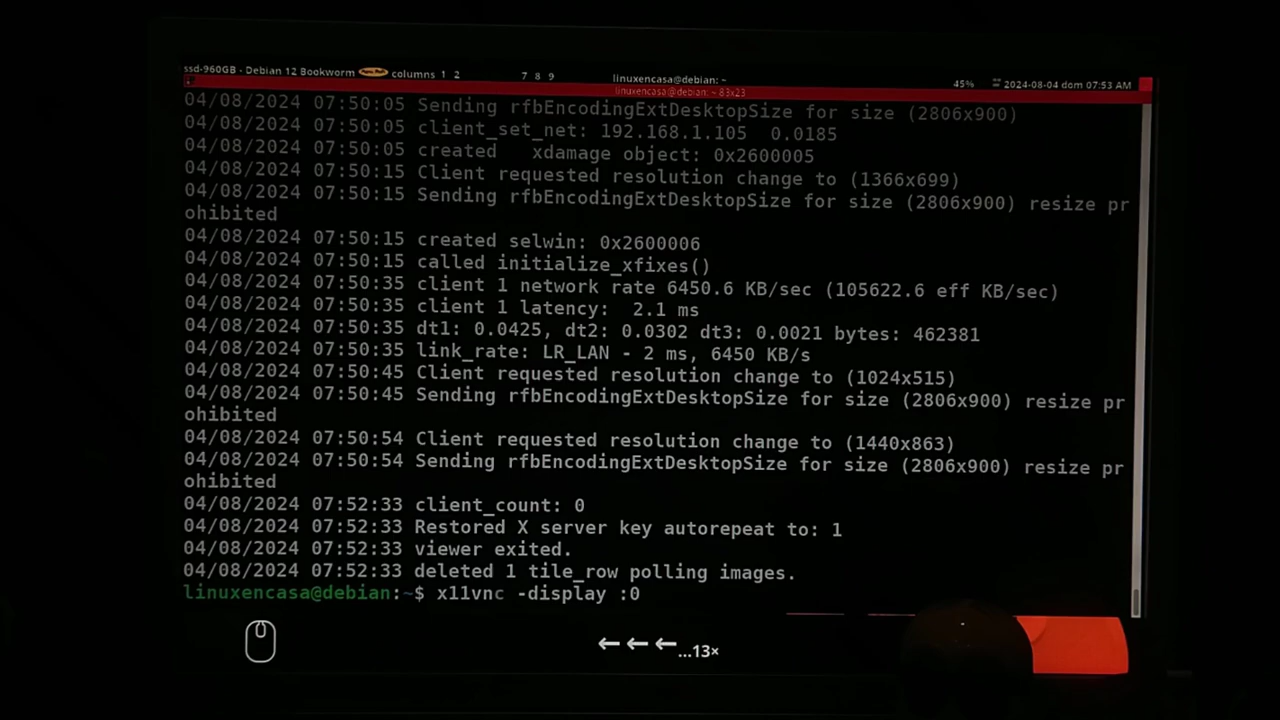 ssd-960GB - Debian 12 Bookworm columns 1 2 7 8 9 linuxencasa@debian: ~ 45% 2024-08-04 dom 07:53 AM
linuxencasa@debian: ~ 83x23
04/08/2024 07:50:05 Sending rfbEncodingExtDesktopSize for size (2806x900)
04/08/2024 07:50:05 client_set_net: 192.168.1.105  0.0185
04/08/2024 07:50:05 created   xdamage object: 0x2600005
04/08/2024 07:50:15 Client requested resolution change to (1366x699)
04/08/2024 07:50:15 Sending rfbEncodingExtDesktopSize for size (2806x900) resize pr
ohibited
04/08/2024 07:50:15 created selwin: 0x2600006
04/08/2024 07:50:15 called initialize_xfixes()
04/08/2024 07:50:35 client 1 network rate 6450.6 KB/sec (105622.6 eff KB/sec)
04/08/2024 07:50:35 client 1 latency:  2.1 ms
04/08/2024 07:50:35 dt1: 0.0425, dt2: 0.0302 dt3: 0.0021 bytes: 462381
04/08/2024 07:50:35 link_rate: LR_LAN - 2 ms, 6450 KB/s
04/08/2024 07:50:45 Client requested resolution change to (1024x515)
04/08/2024 07:50:45 Sending rfbEncodingExtDesktopSize for size (2806x900) resize pr
ohibited
04/08/2024 07:50:54 Client requested resolution change to (1440x863)
04/08/2024 07:50:54 Sending rfbEncodingExtDesktopSize for size (2806x900) resize pr
ohibited
04/08/2024 07:52:33 client_count: 0
04/08/2024 07:52:33 Restored X server key autorepeat to: 1
04/08/2024 07:52:33 viewer exited.
04/08/2024 07:52:33 deleted 1 tile_row polling images.
linuxencasa@debian:~$ x11vnc -display :0
←←←...13×